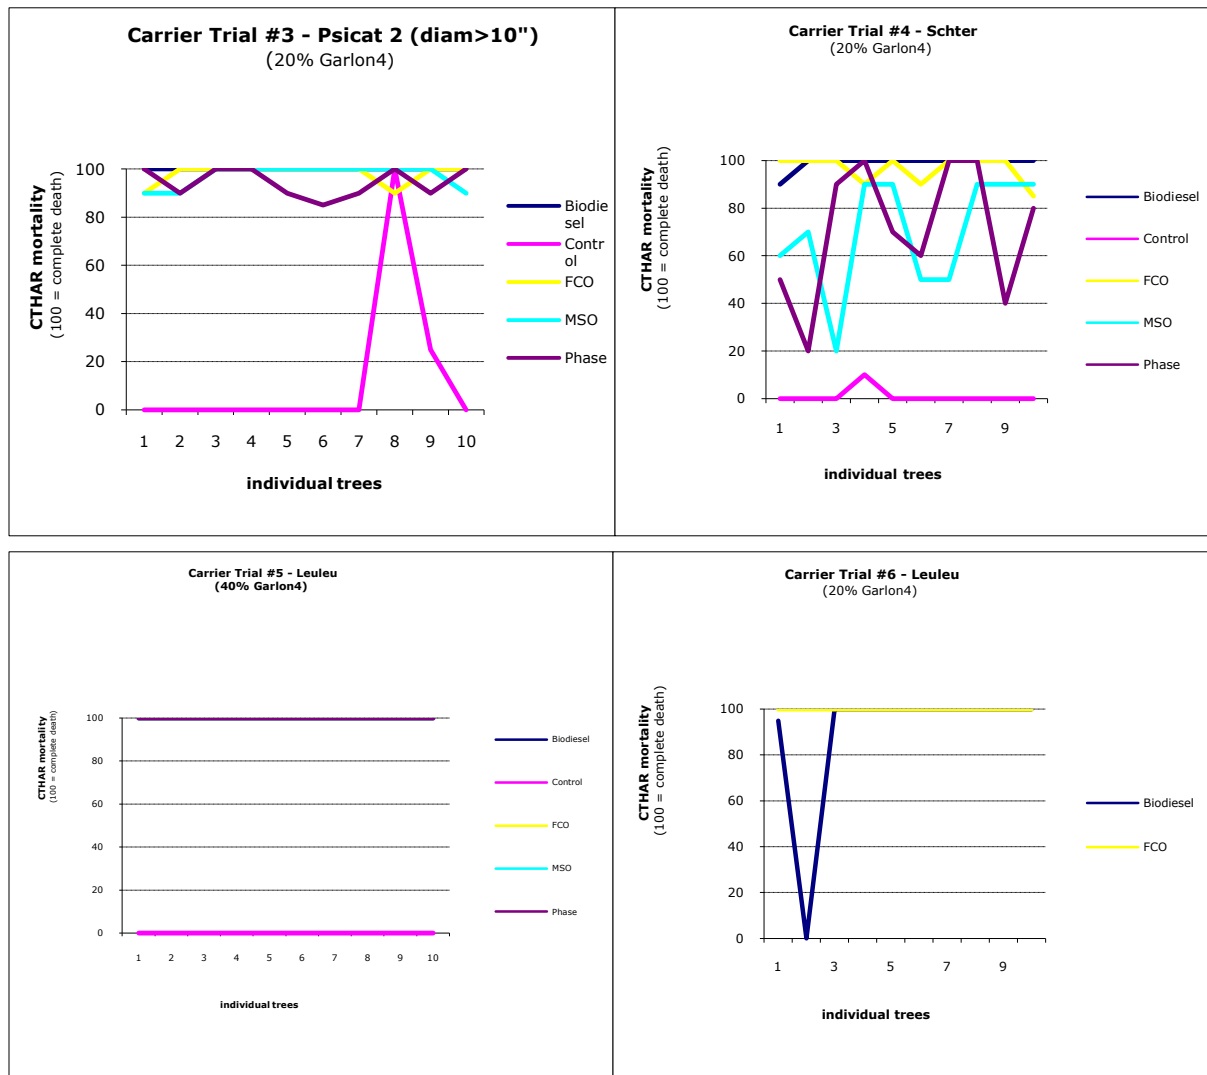 Carrier Trial #3 - Psicat 2 (diam>10")
(20% Garlon4)
CTHAR mortality
(100 = complete death)
100
80
60
40
20
0
1 2 3 4 5 6 7 8 9 10
individual trees
Biodie
sel
Contr
ol
FCO
MSO
Phase
Carrier Trial #4 - Schter
(20% Garlon4)
CTHAR mortality
(100 = complete death)
100
80
60
40
20
0
1 3 5 7 9
individual trees
Biodiesel
Control
FCO
MSO
Phase
Carrier Trial #5 - Leuleu
(40% Garlon4)
CTHAR mortality
(100 = complete death)
100
80
60
40
20
0
1 2 3 4 5 6 7 8 9 10
individual trees
Biodiesel
Control
FCO
MSO
Phase
Carrier Trial #6 - Leuleu
(20% Garlon4)
CTHAR mortality
(100 = complete death)
100
80
60
40
20
0
1 3 5 7 9
individual trees
Biodiesel
FCO